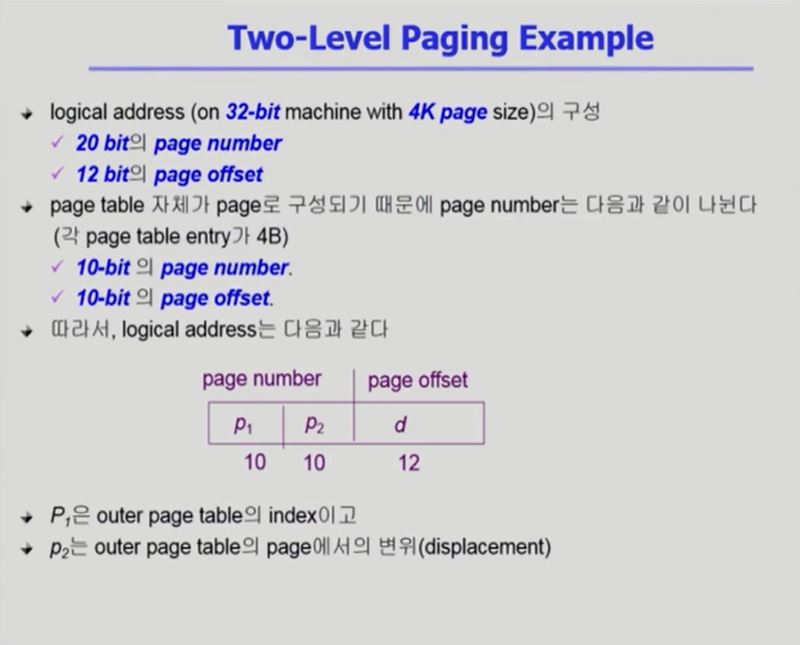 Two-Level Paging Example
logical address (on 32-bit machine with 4K page size)의 구성
20 bit의 page number
12 bit의 page offset
page table 자체가 page로 구성되기 때문에 page number는 다음과 같이 나뉜다
(각 page table entry가 4B)
10-bit 의 page number.
10-bit 의 page offset.
따라서, logical address는 다음과 같다
page number page offset
p₁ p₂ d
10 10 12
P₁은 outer page table의 index이고
p₂는 outer page table의 page에서의 변위(displacement)